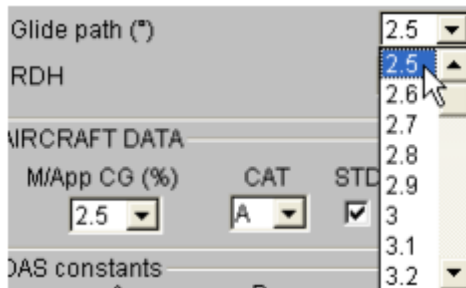 Glide path (°) 2.5
RDH 2.5
2.6
AIRCRAFT DATA 2.7
2.8
M/App CG (%) CAT STD 2.9
2.5 A 3
3.1
OAS constants 3.2